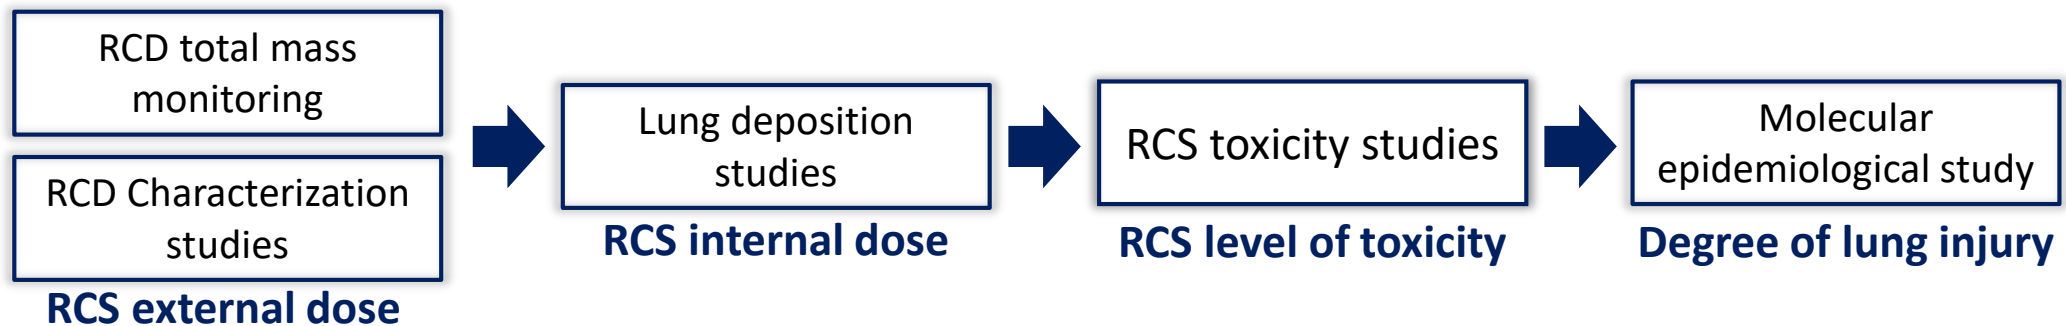 RCD total mass
monitoring
RCD Characterization
studies
RCS external dose
Lung deposition
studies
RCS internal dose
RCS toxicity studies
RCS level of toxicity
Molecular
epidemiological study
Degree of lung injury